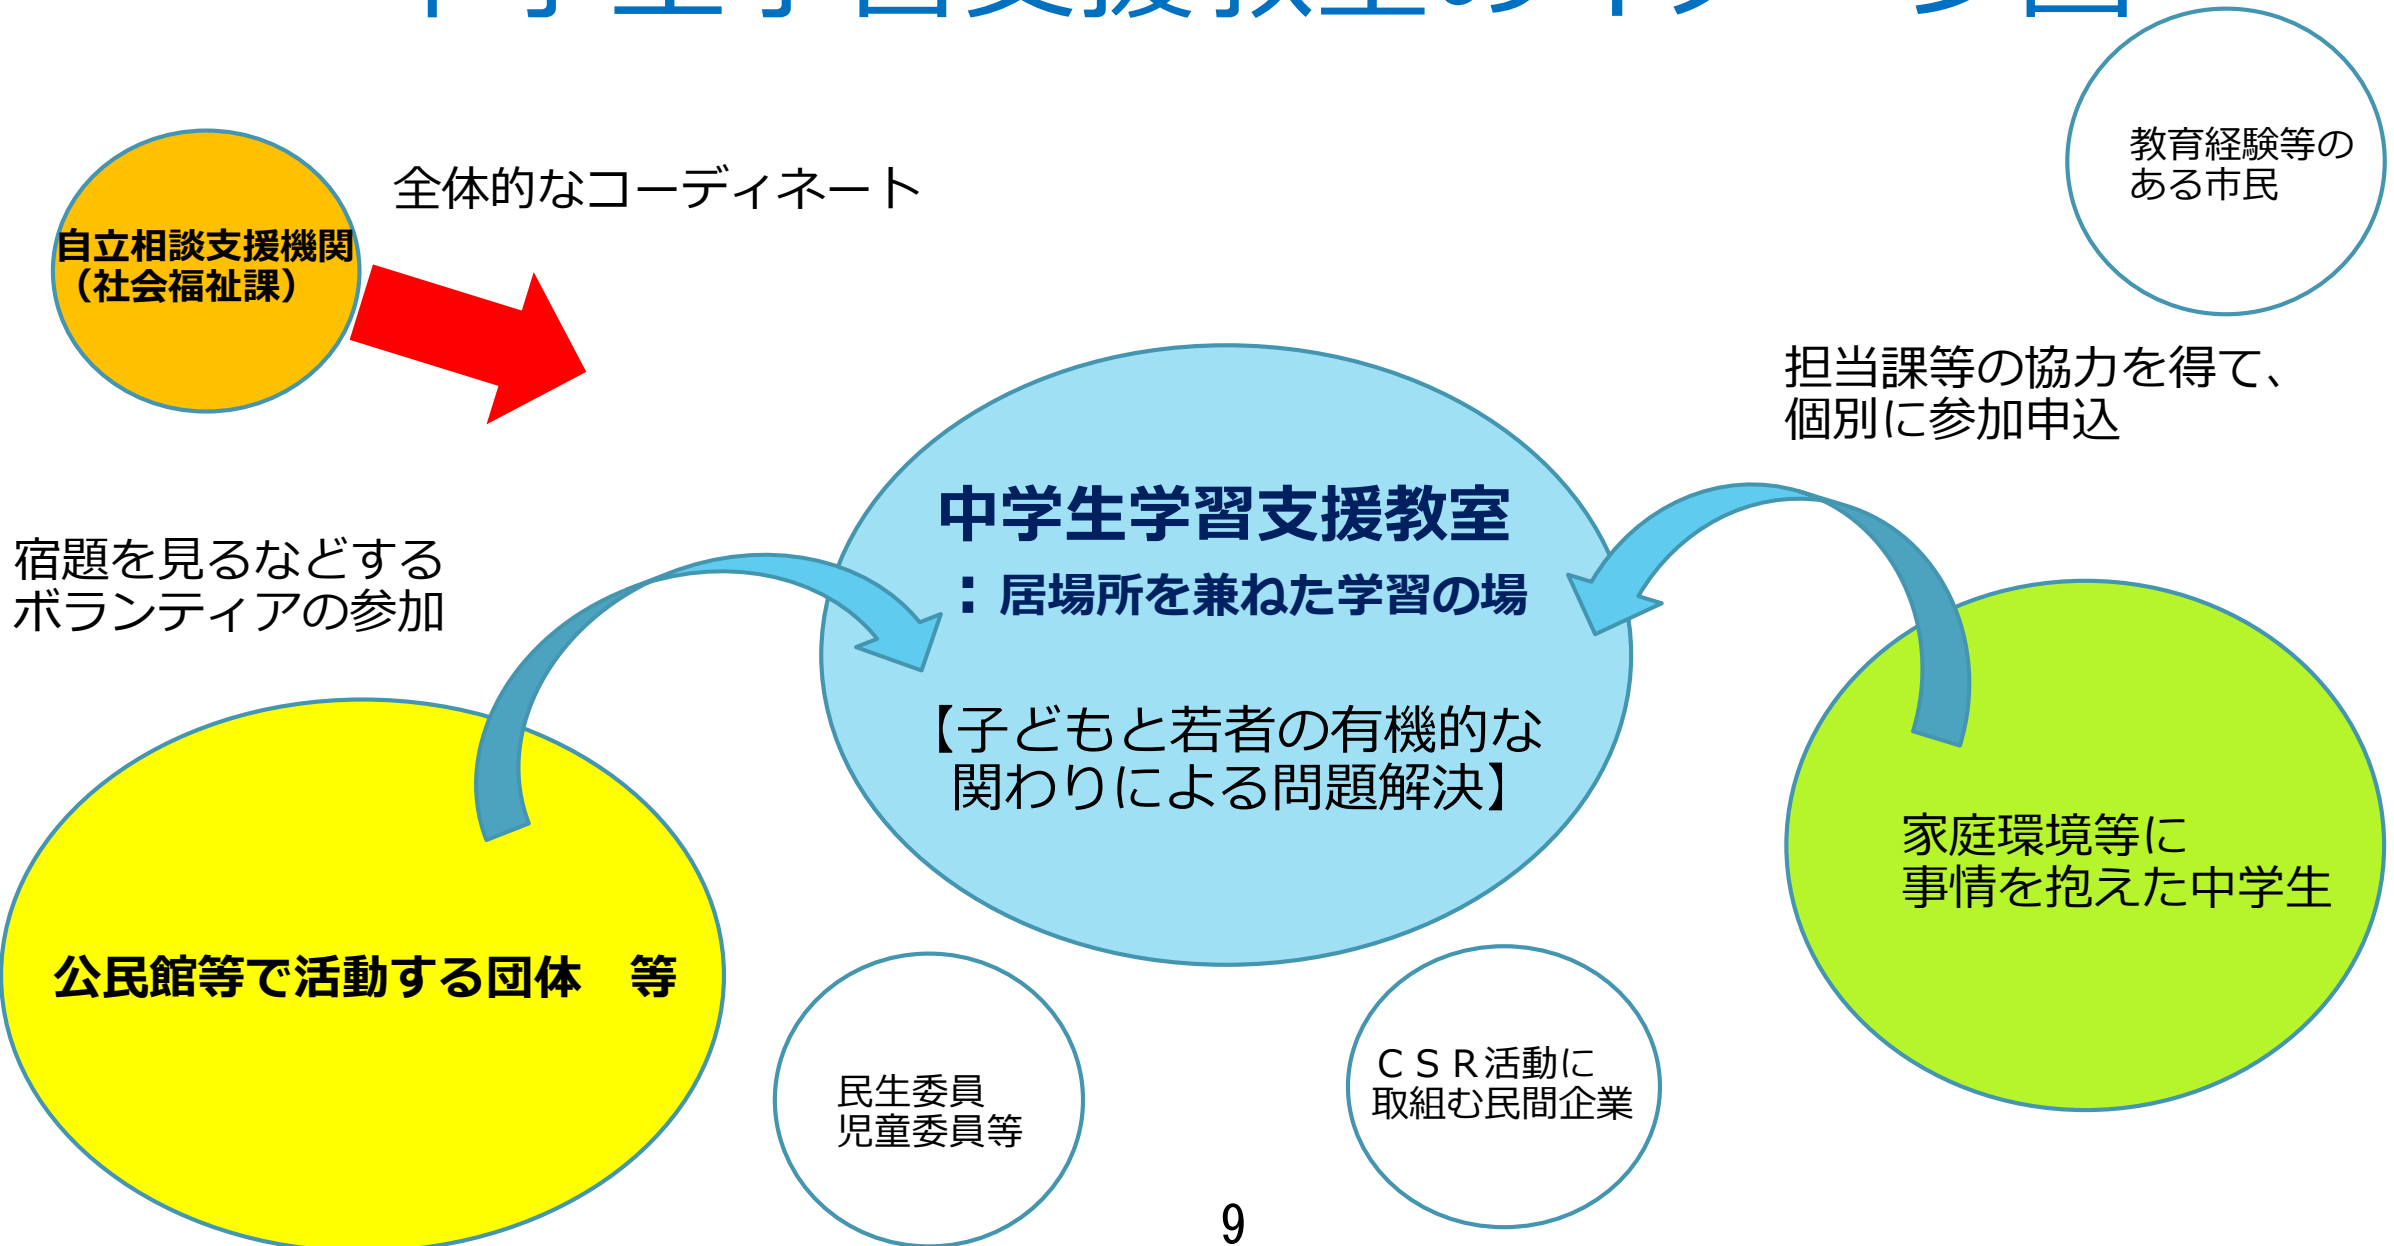 教育経験等の
ある市民
全体的なコーディネート
自立相談支援機関
（社会福祉課）
担当課等の協力を得て、
個別に参加申込
中学生学習支援教室
：居場所を兼ねた学習の場
宿題を見るなどする
ボランティアの参加
【子どもと若者の有機的な
関わりによる問題解決】
家庭環境等に
事情を抱えた中学生
公民館等で活動する団体　等
ＣＳＲ活動に
取組む民間企業
民生委員
児童委員等
9